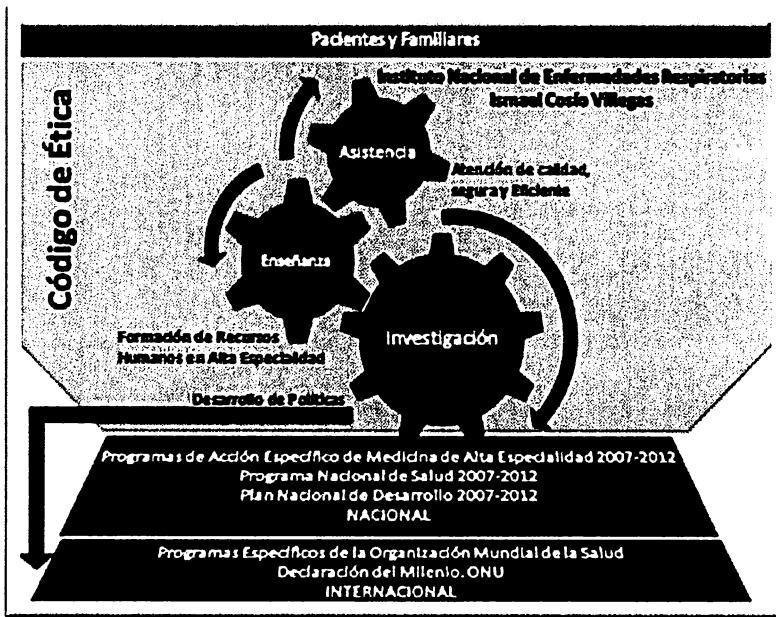 Pacientes y Familiares
Instituto Nacional de Enfermedades Respiratorias
Ismael Cosío Villegas
Código de Ética
Asistencia
Atención de calidad,
segura y Eficiente
Enseñanza
Investigación
Formación de Recursos
Humanos en Alta Especialidad
Desarrollo de Políticas
Programas de Acción Específico de Medicina de Alta Especialidad 2007-2012
Programa Nacional de Salud 2007-2012
Plan Nacional de Desarrollo 2007-2012
NACIONAL
Programas Específicos de la Organización Mundial de la Salud
Declaración del Milenio. ONU
INTERNACIONAL